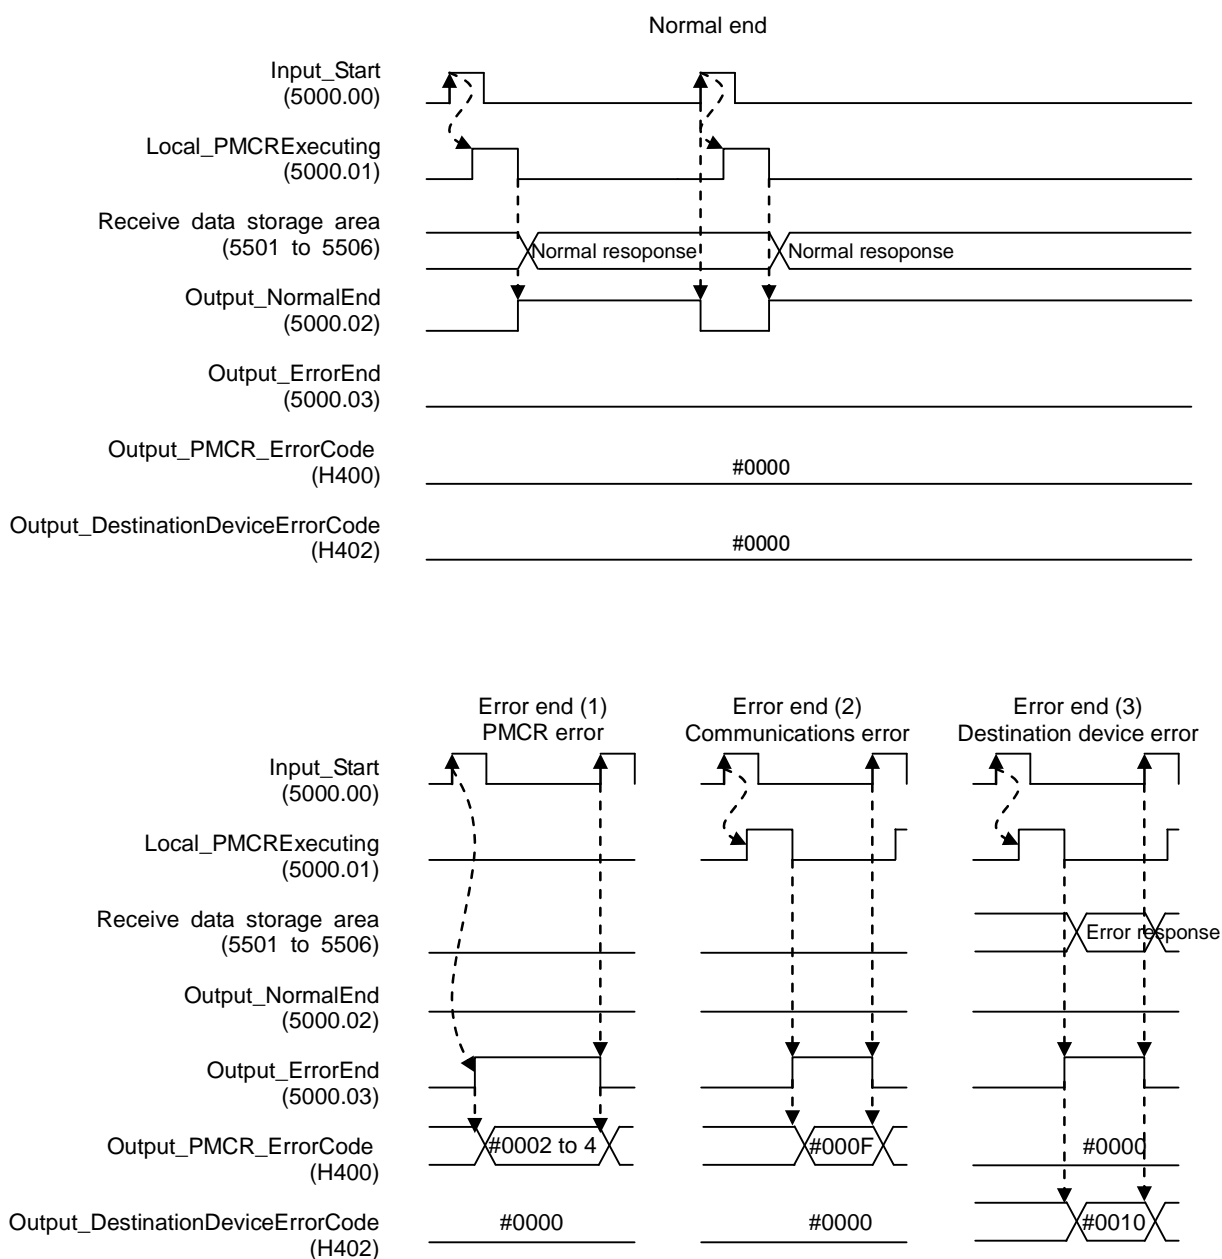 Normal end
Input_Start
(5000.00)
Local_PMCRExecuting
(5000.01)
Receive data storage area
(5501 to 5506)
Normal resoponse
Normal resoponse
Output_NormalEnd
(5000.02)
Output_ErrorEnd
(5000.03)
Output_PMCR_ErrorCode
(H400)
#0000
Output_DestinationDeviceErrorCode
(H402)
#0000
Error end (1)
PMCR error
Error end (2)
Communications error
Error end (3)
Destination device error
Input_Start
(5000.00)
Local_PMCRExecuting
(5000.01)
Receive data storage area
(5501 to 5506)
Error response
Output_NormalEnd
(5000.02)
Output_ErrorEnd
(5000.03)
Output_PMCR_ErrorCode
(H400)
#0002 to 4
#000F
#0000
Output_DestinationDeviceErrorCode
(H402)
#0000
#0000
#0010